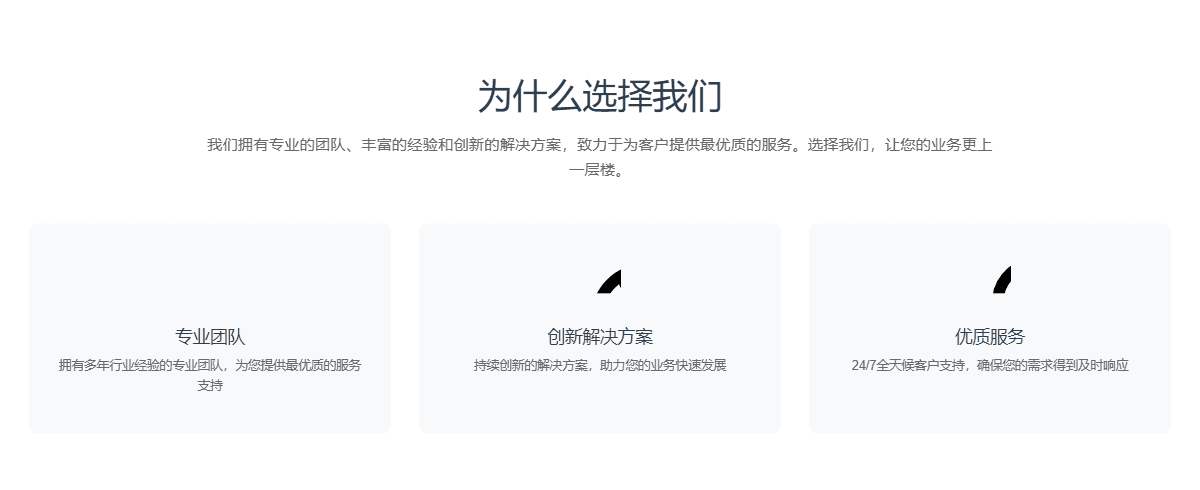 为什么选择我们
我们拥有专业的团队、丰富的经验和创新的解决方案，致力于为客户提供最优质的服务。选择我们，让您的业务更上
一层楼。
专业团队
拥有多年行业经验的专业团队，为您提供最优质的服务
支持
创新解决方案
持续创新的解决方案，助力您的业务快速发展
优质服务
24/7全天候客户支持，确保您的需求得到及时响应